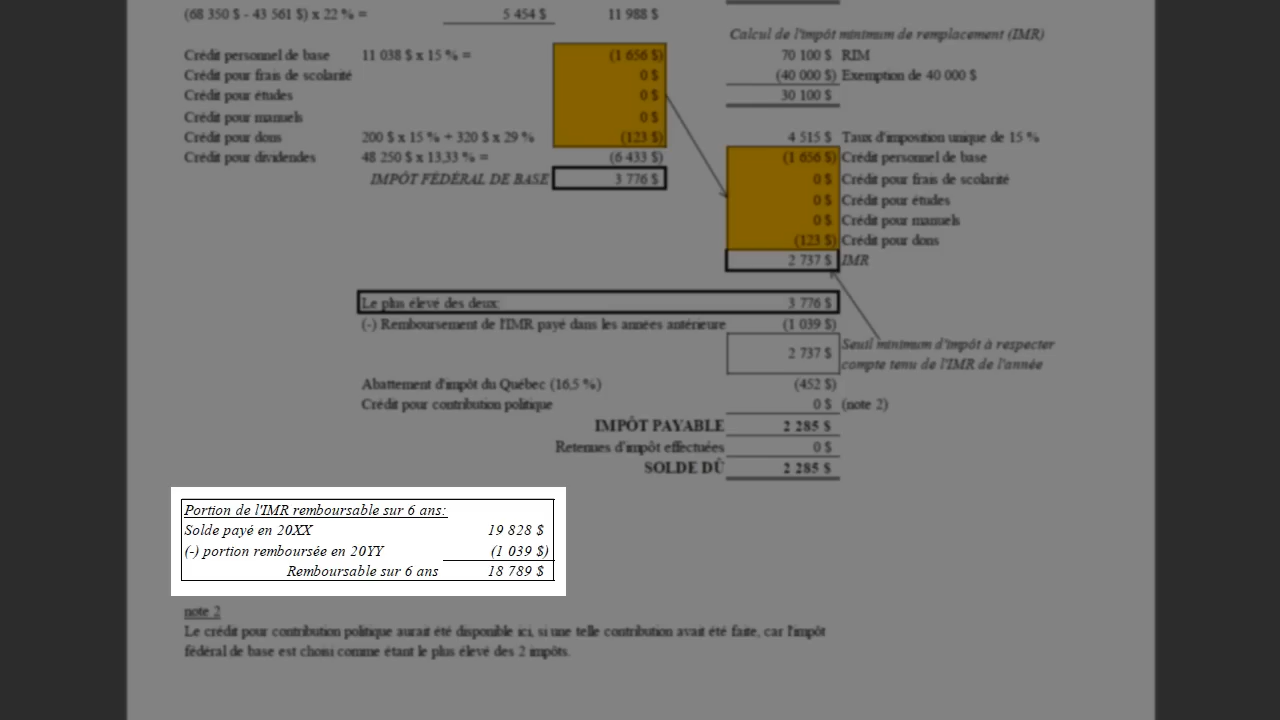 (68 350 $ - 43 561 $) x 22 % = 5 454 $ 11 988 $
Calcul de l'impôt minimum de remplacement (IMR)
Crédit personnel de base 11 038 $ x 15 % = (1 656 $) 70 100 $ RIM
Crédit pour frais de scolarité 0 $ (40 000 $) Exemption de 40 000 $
Crédit pour études 0 $ 30 100 $
Crédit pour manuels 0 $
Crédit pour dons 200 $ x 15 % + 320 $ x 29 % (123 $) 4 515 $ Taux d'imposition unique de 15 %
Crédit pour dividendes 48 250 $ x 13,33 % = (6 433 $) (1 656 $) Crédit personnel de base
IMPÔT FÉDÉRAL DE BASE 3 776 $ 0 $ Crédit pour frais de scolarité
0 $ Crédit pour études
0 $ Crédit pour manuels
(123 $) Crédit pour dons
2 737 $ IMR
Le plus élevé des deux: 3 776 $
(-) Remboursement de l'IMR payé dans les années antérieure (1 039 $)
2 737 $ Seuil minimum d'impôt à respecter
compte tenu de l'IMR de l'année
Abattement d'impôt du Québec (16,5 %) (452 $)
Crédit pour contribution politique 0 $ (note 2)
IMPÔT PAYABLE 2 285 $
Retenues d'impôt effectuées 0 $
SOLDE DÛ 2 285 $
Portion de l'IMR remboursable sur 6 ans:
Solde payé en 20XX 19 828 $
(-) portion remboursée en 20YY (1 039 $)
Remboursable sur 6 ans 18 789 $
note 2
Le crédit pour contribution politique aurait été disponible ici, si une telle contribution avait été faite, car l'impôt
fédéral de base est choisi comme étant le plus élevé des 2 impôts.